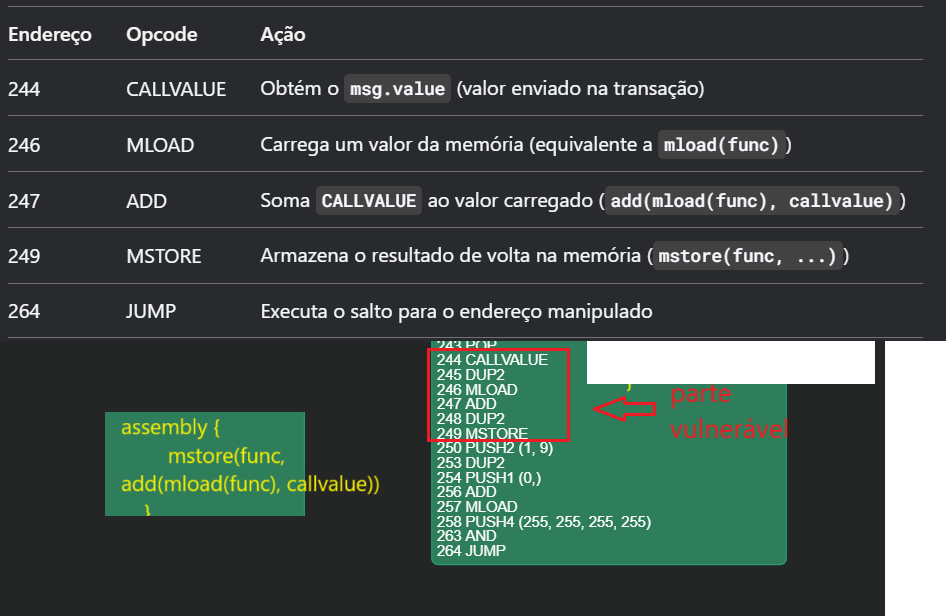 Endereço Opcode Ação
244 CALLVALUE Obtém o msg.value (valor enviado na transação)
246 MLOAD Carrega um valor da memória (equivalente a mload(func))
247 ADD Soma CALLVALUE ao valor carregado (add(mload(func), callvalue))
249 MSTORE Armazena o resultado de volta na memória (mstore(func, ...))
264 JUMP Executa o salto para o endereço manipulado
assembly {
mstore(func,
add(mload(func), callvalue))
}
243 POP
244 CALLVALUE
245 DUP2
246 MLOAD
247 ADD
248 DUP2
249 MSTORE
250 PUSH2 (1, 9)
253 DUP2
254 PUSH1 (0,)
256 ADD
257 MLOAD
258 PUSH4 (255, 255, 255, 255)
263 AND
264 JUMP
}
parte
vulnerável